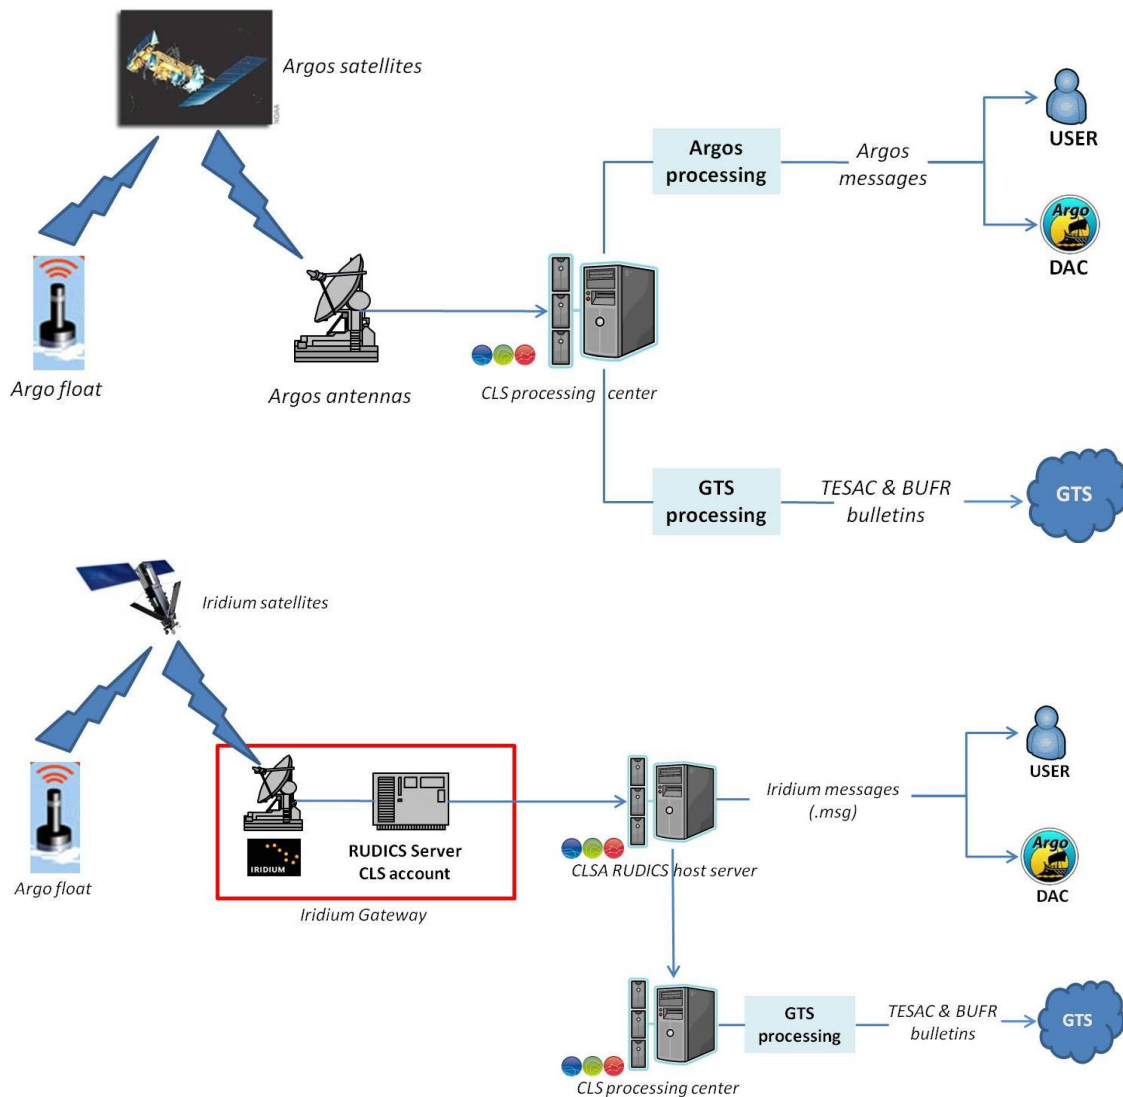 Argos satellites
NOAA
USER
Argos
processing
Argos
messages
Argo
DAC
Argo float
Argos antennas
CLS processing center
GTS
processing
TESAC & BUFR
bulletins
GTS
Iridium satellites
Iridium messages
(.msg)
USER
IRIDIUM
RUDICS Server
CLS account
Argo float
Iridium Gateway
CLSA RUDICS host server
Argo
DAC
GTS
processing
TESAC & BUFR
bulletins
GTS
CLS processing center